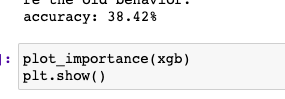 re the old behavior.
accuracy: 38.42%
]: plot_importance(xgb)
plt.show()